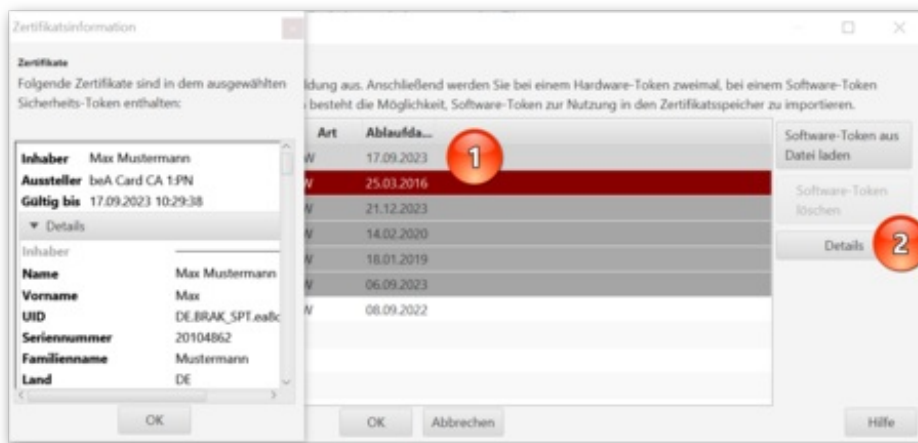 Zertifikatsinformation
Zertifikate
Folgende Zertifikate sind in dem ausgewählten
Sicherheits-Token enthalten:
Inhaber Max Mustermann
Aussteller beA Card CA 1:PN
Gültig bis 17.09.2023 10:29:38
Details
Inhaber
Name Max Mustermann
Vorname Max
UID DE.BRAK_SPT.ea8c
Seriennummer 20104862
Familienname Mustermann
Land DE
OK
ldung aus. Anschließend werden Sie bei einem Hardware-Token zweimal, bei einem Software-Token
besteht die Möglichkeit, Software-Token zur Nutzung in den Zertifikatsspeicher zu importieren.
Art Ablaufda...
W 17.09.2023
W 25.03.2016
W 21.12.2023
W 14.02.2020
W 18.01.2019
W 06.09.2023
W 08.09.2022
1
Software-Token aus
Datei laden
Software-Token
löschen
Details
2
OK Abbrechen Hilfe